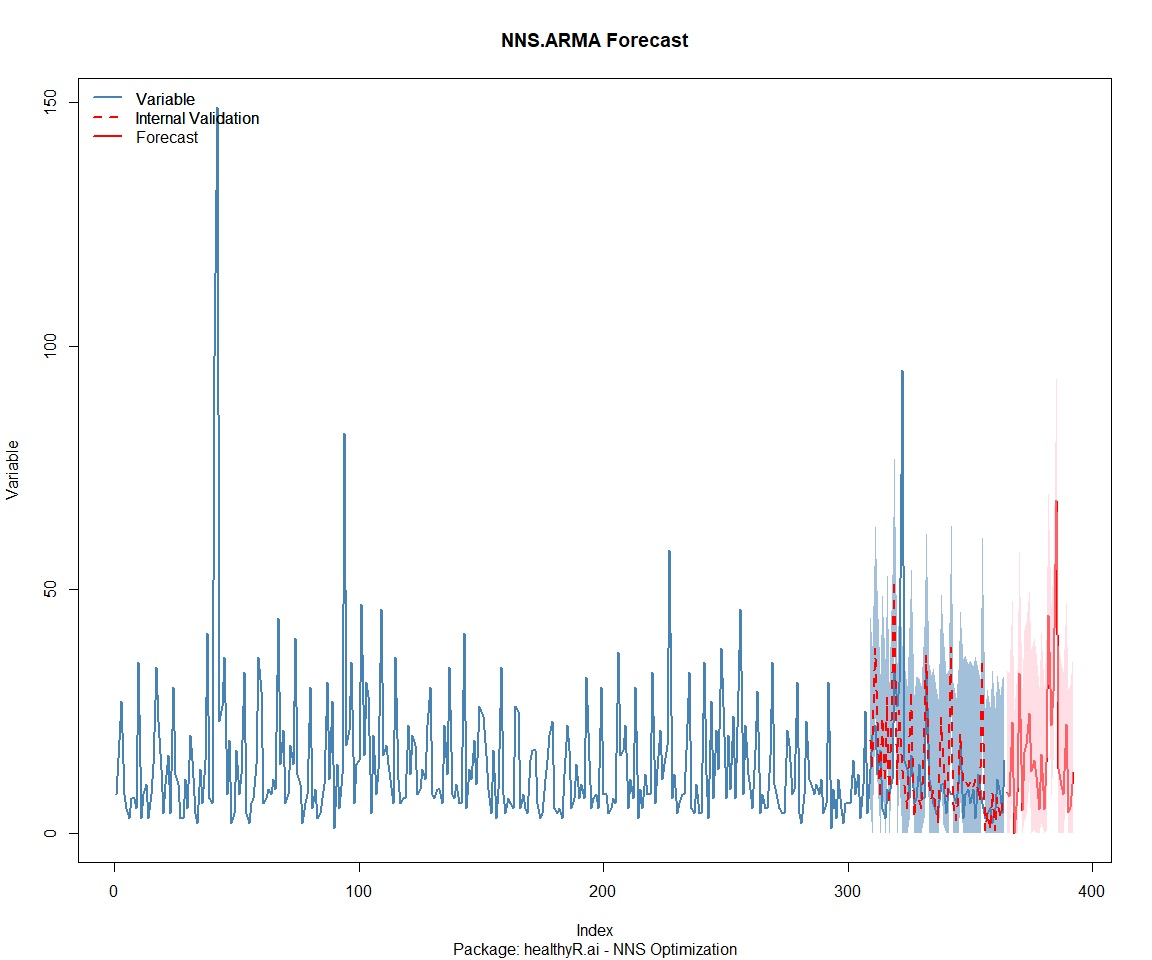 NNS.ARMA Forecast
Variable
Internal Validation
Forecast
Variable
150
100
50
0
0
100
200
300
400
Index
Package: healthyR.ai - NNS Optimization